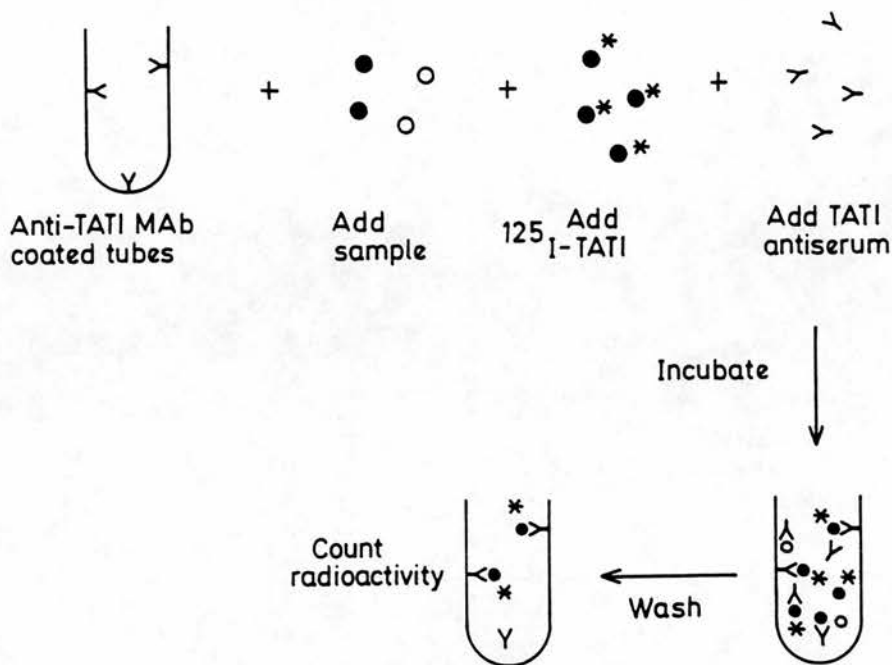 Anti-TATI MAb
coated tubes
+
Add
sample
+
125 Add
I-TATI
+
Add TATI
antiserum
Incubate
Count
radioactivity
Wash